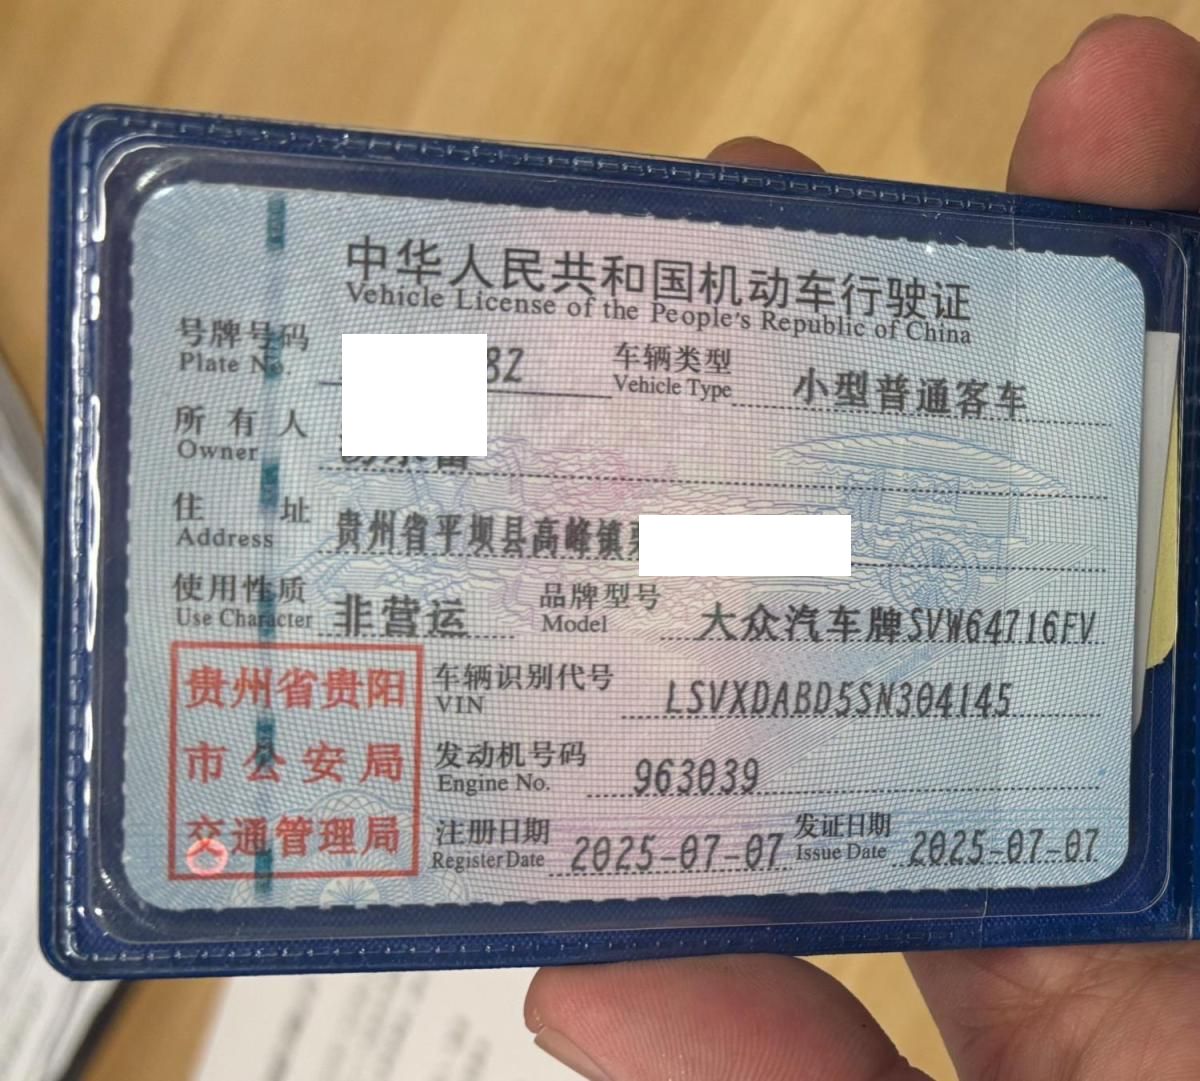 中华人民共和国机动车行驶证
Vehicle License of the People's Republic of China
号牌号码 82 车辆类型 小型普通客车
Plate No. Vehicle Type
所有人
Owner
住址 贵州省平坝县高峰镇
Address
使用性质 非营运 品牌型号 大众汽车牌SVW64716FV
Use Character Model
贵州省贵阳
市公安局
交通管理局
车辆识别代号 LSVXDABD5SN304145
VIN
发动机号码 963039
Engine No.
注册日期 2025-07-07 发证日期 2025-07-07
Register Date Issue Date